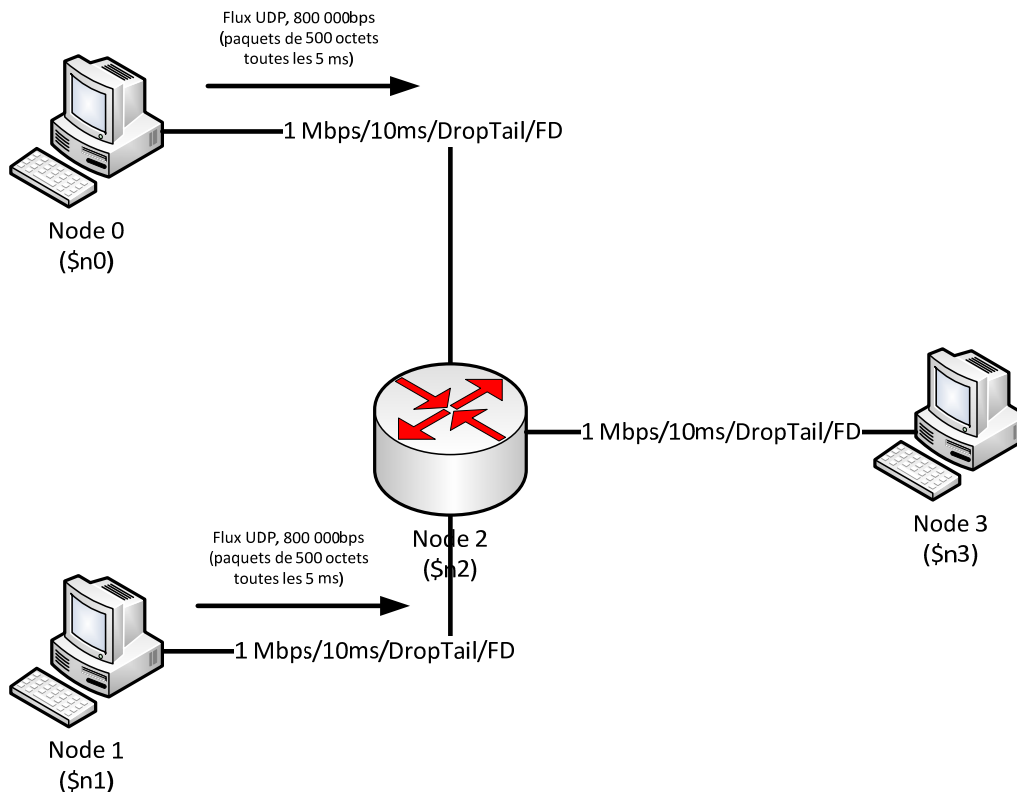 Flux UDP, 800 000bps
(paquets de 500 octets
toutes les 5 ms)
1 Mbps/10ms/DropTail/FD
Node 0
($n0)
1 Mbps/10ms/DropTail/FD
Node 3
($n3)
Node 2
($n2)
Flux UDP, 800 000bps
(paquets de 500 octets
toutes les 5 ms)
1 Mbps/10ms/DropTail/FD
Node 1
($n1)